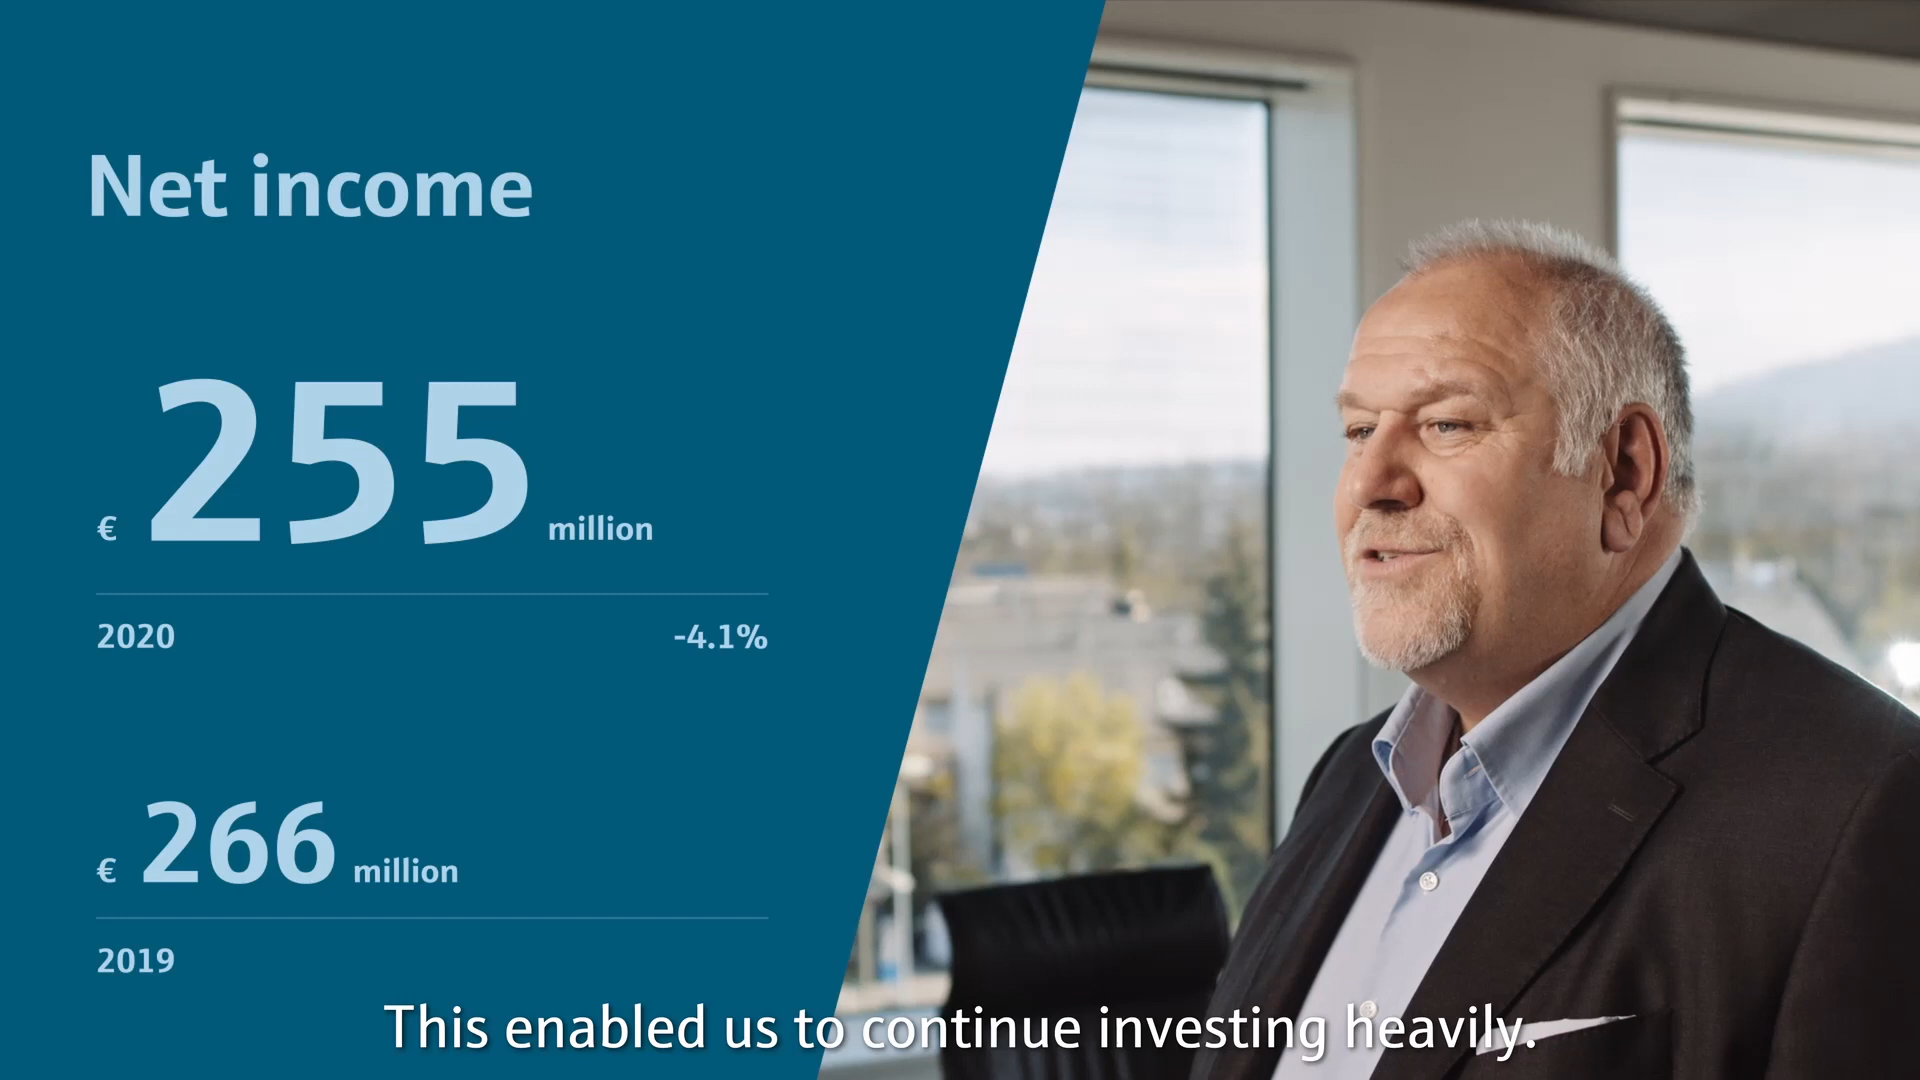 Net income
€ 255 million
2020 -4.1%
€ 266 million
2019
This enabled us to continue investing heavily.